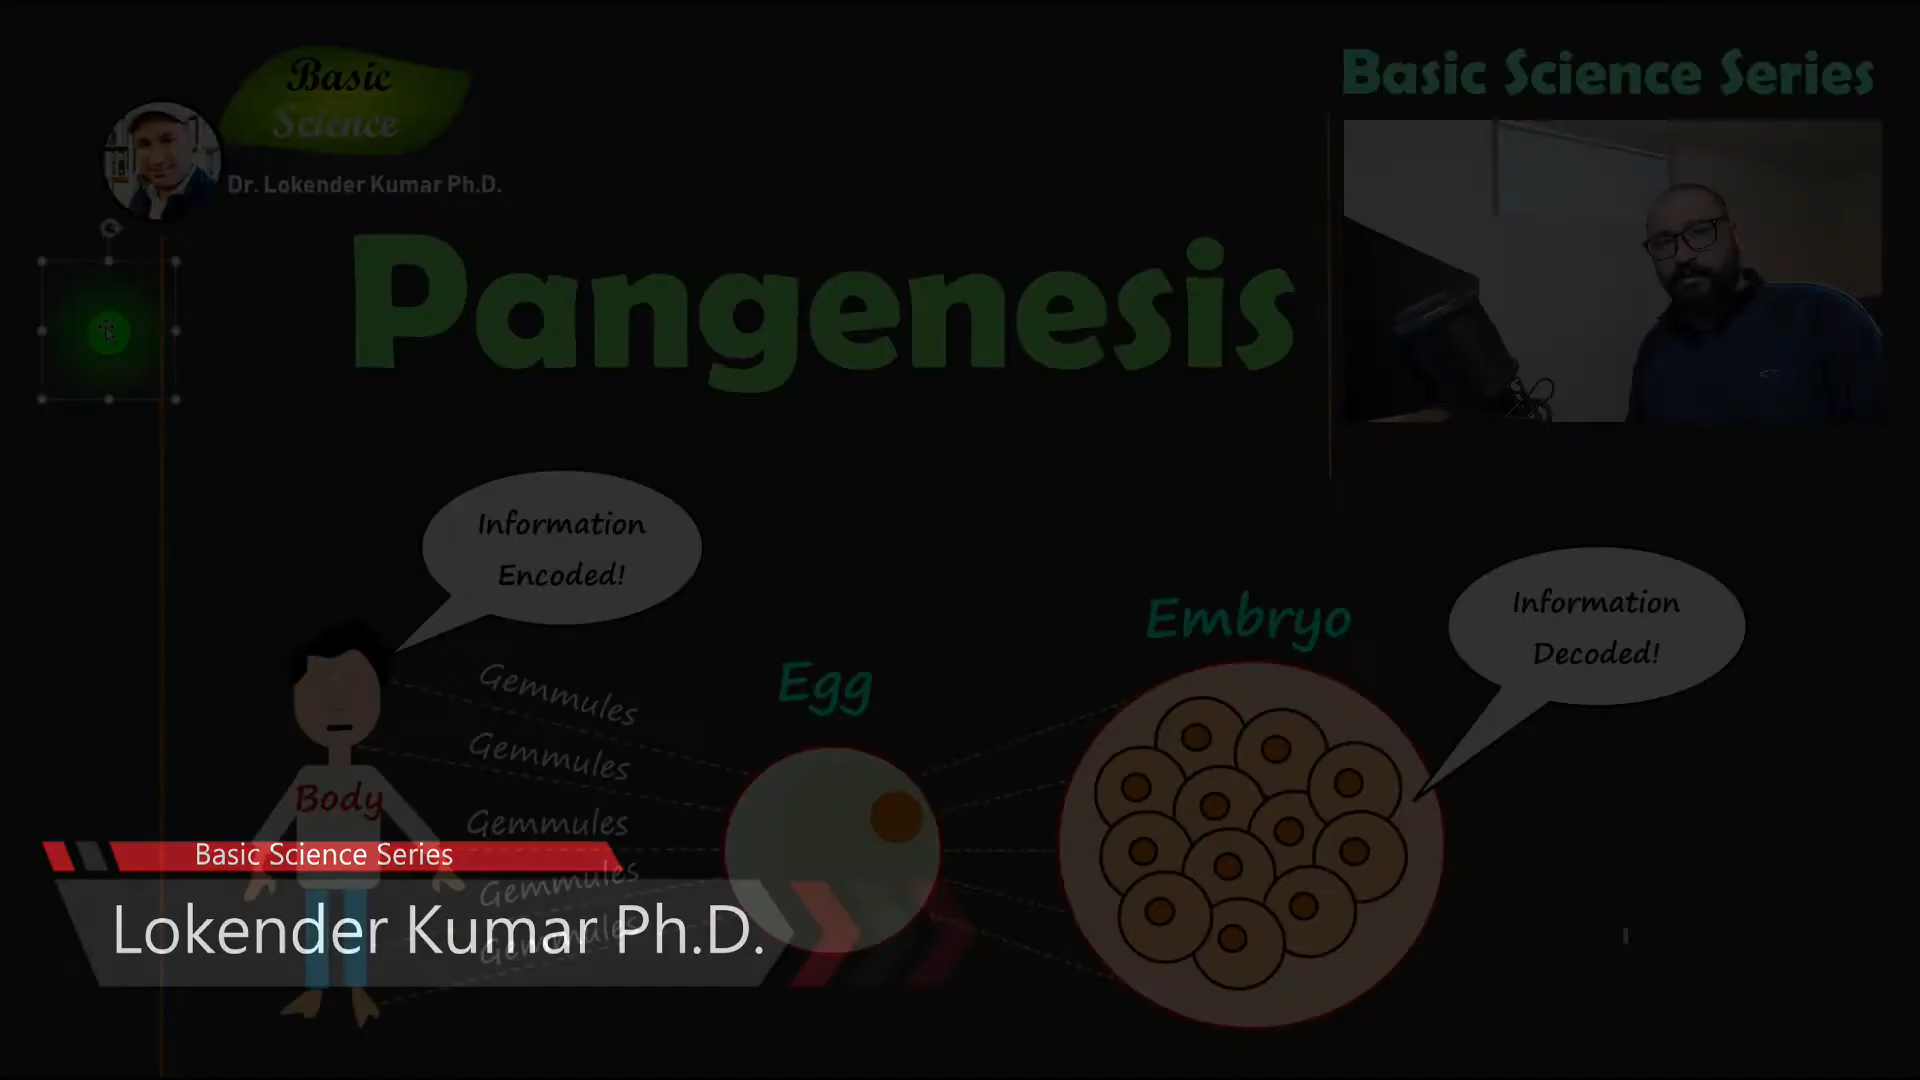 Basic
Science
Dr. Lokender Kumar Ph.D.
Basic Science Series
Pangenesis
Information
Encoded!
Embryo
Information
Decoded!
Egg
Gemmules
Gemmules
Gemmules
Gemmules
Gemmules
Body
Basic Science Series
Lokender Kumar Ph.D.